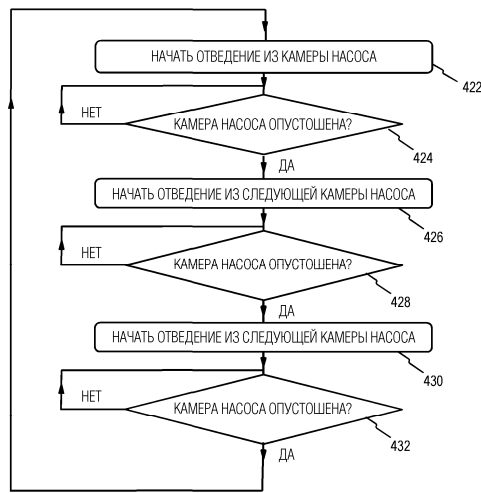 НАЧАТЬ ОТВЕДЕНИЕ ИЗ КАМЕРЫ НАСОСА
422
НЕТ
КАМЕРА НАСОСА ОПУСТОШЕНА?
424
ДА
НАЧАТЬ ОТВЕДЕНИЕ ИЗ СЛЕДУЮЩЕЙ КАМЕРЫ НАСОСА
426
НЕТ
КАМЕРА НАСОСА ОПУСТОШЕНА?
428
ДА
НАЧАТЬ ОТВЕДЕНИЕ ИЗ СЛЕДУЮЩЕЙ КАМЕРЫ НАСОСА
430
НЕТ
КАМЕРА НАСОСА ОПУСТОШЕНА?
432
ДА